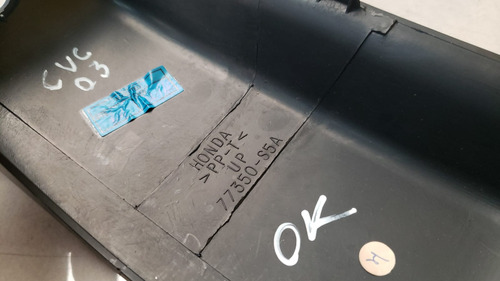 CVC
03
HONDA
>PP-T<
UP
77350-S5A
OK